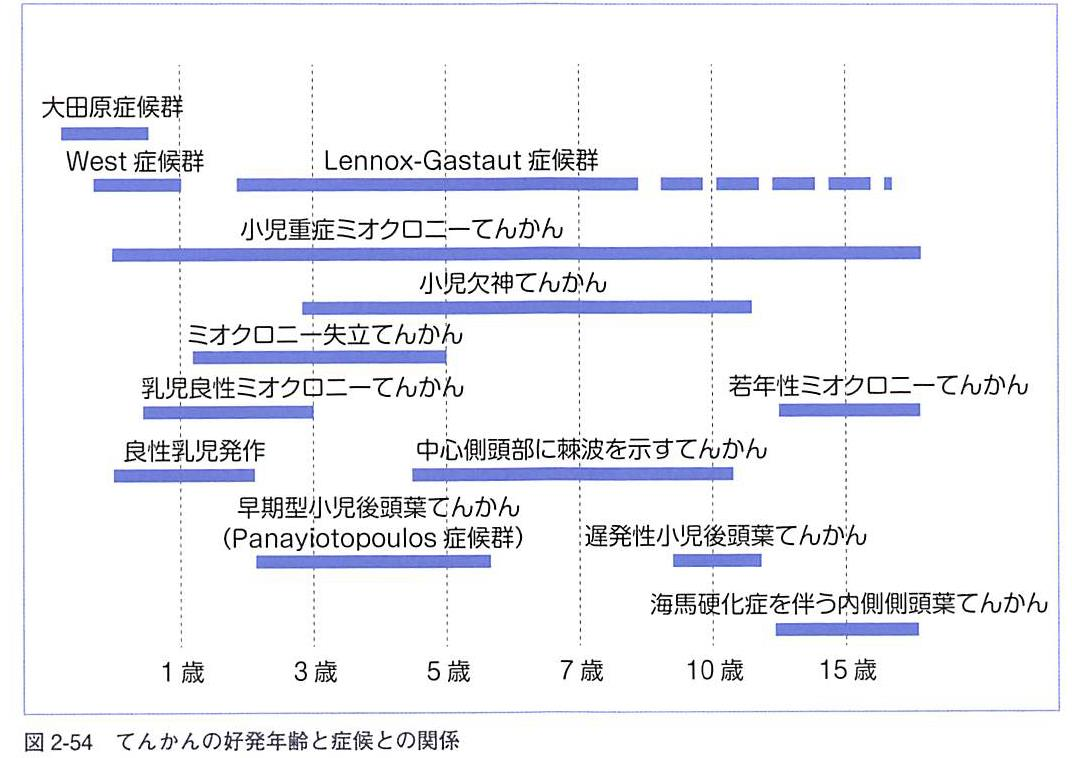 大田原症候群
West 症候群
Lennox-Gastaut 症候群
小児重症ミオクロニーてんかん
小児欠神てんかん
ミオクロニー失立てんかん
乳児良性ミオクロニーてんかん
若年性ミオクロニーてんかん
良性乳児発作
中心側頭部に棘波を示すてんかん
早期型小児後頭葉てんかん
（Panayiotopoulos 症候群）
遅発性小児後頭葉てんかん
海馬硬化症を伴う内側側頭葉てんかん
1 歳 3 歳 5 歳 7 歳 10 歳 15 歳
図 2-54 てんかんの好発年齢と症候との関係